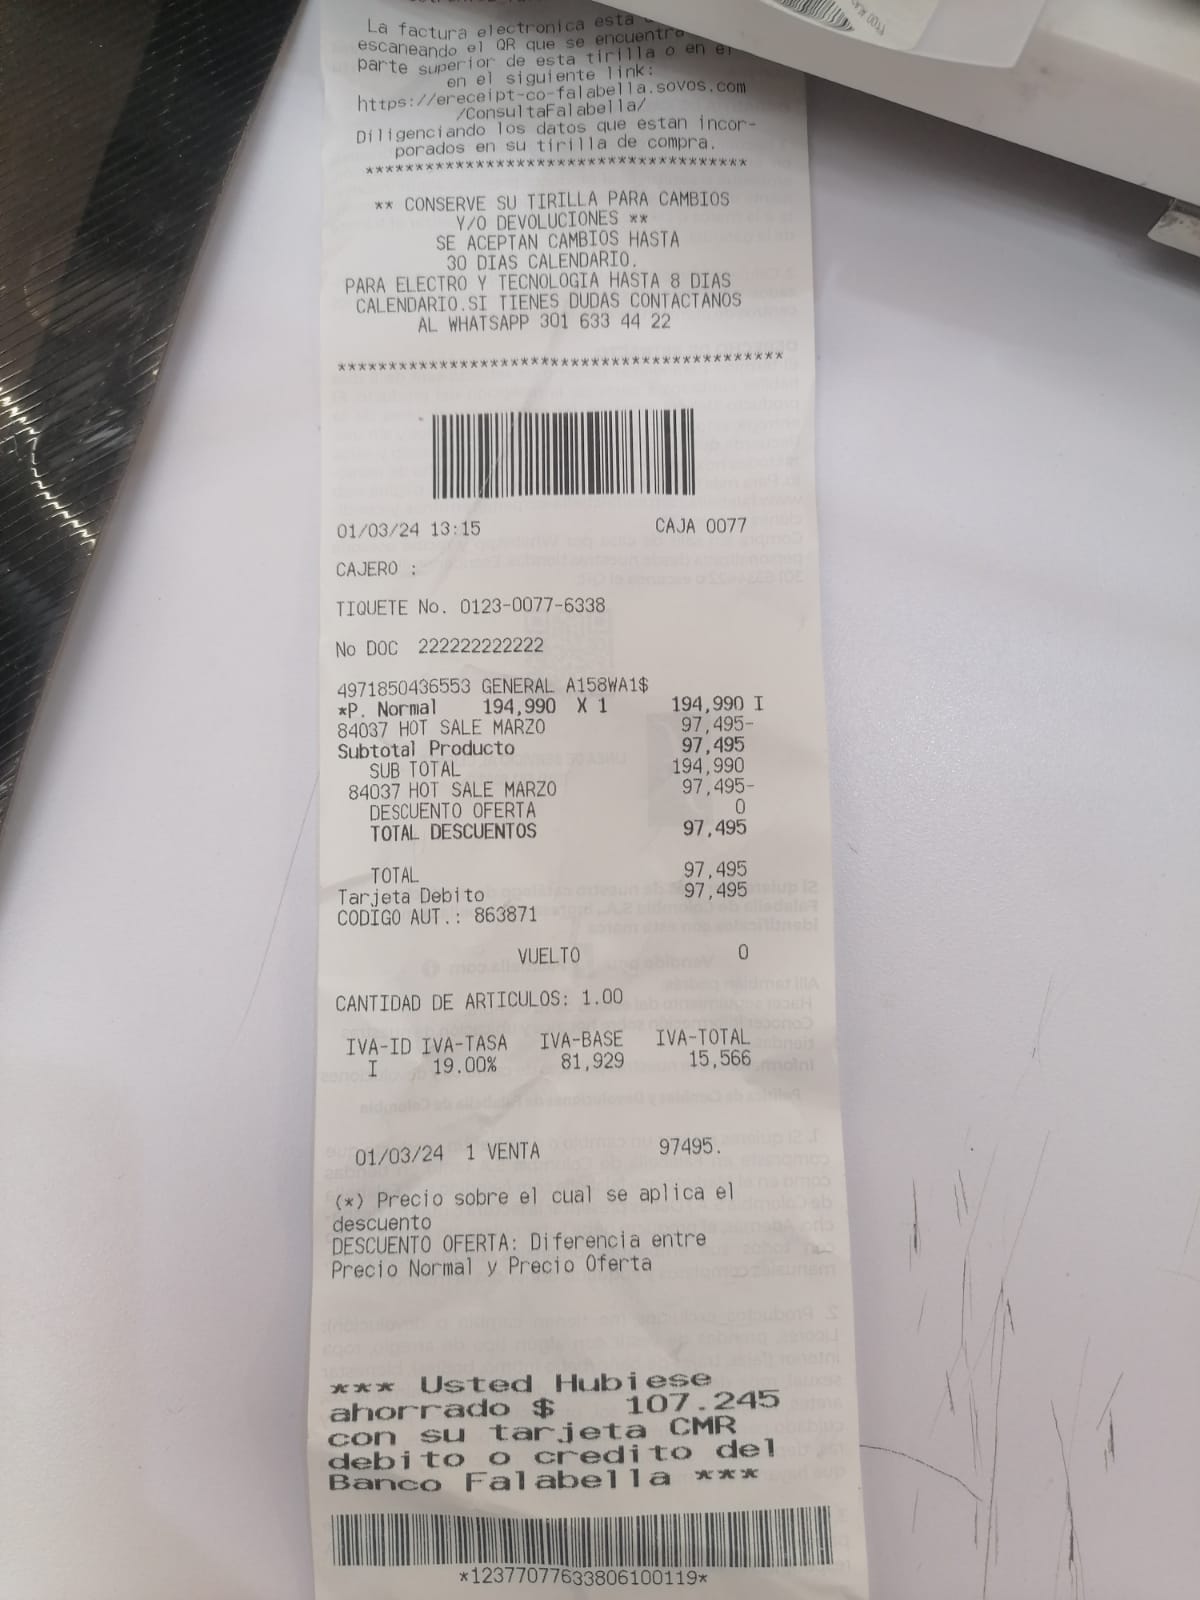 La factura electronica esta
escaneando el QR que se encuentr
parte superior de esta tirilla o en el
en el siguiente link:
https://ereceipt-co-falabella.sovos.com
/ConsultaFalabella/
Diligenciando los datos que estan incor-
porados en su tirilla de compra.
**************************************
** CONSERVE SU TIRILLA PARA CAMBIOS
Y/O DEVOLUCIONES **
SE ACEPTAN CAMBIOS HASTA
30 DIAS CALENDARIO.
PARA ELECTRO Y TECNOLOGIA HASTA 8 DIAS
CALENDARIO.SI TIENES DUDAS CONTACTANOS
AL WHATSAPP 301 633 44 22
*******************************************
01/03/24 13:15 CAJA 0077
CAJERO :
TIQUETE No. 0123-0077-6338
No DOC 222222222222
4971850436553 GENERAL A158WA1$
*P. Normal 194,990 X 1 194,990 I
84037 HOT SALE MARZO 97,495-
Subtotal Producto 97,495
SUB TOTAL 194,990
84037 HOT SALE MARZO 97,495-
DESCUENTO OFERTA 0
TOTAL DESCUENTOS 97,495
TOTAL 97,495
Tarjeta Debito 97,495
CODIGO AUT.: 863871
VUELTO 0
CANTIDAD DE ARTICULOS: 1.00
IVA-ID IVA-TASA IVA-BASE IVA-TOTAL
I 19.00% 81,929 15,566
01/03/24 1 VENTA 97495.
(*) Precio sobre el cual se aplica el
descuento
DESCUENTO OFERTA: Diferencia entre
Precio Normal y Precio Oferta
*** Usted Hubiese
ahorrado $ 107.245
con su tarjeta CMR
debito o credito del
Banco Falabella ***
*12377077633806100119*